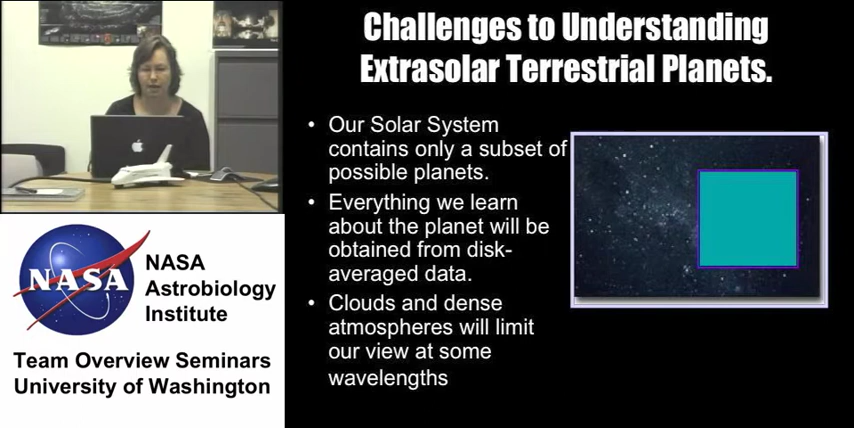 Challenges to Understanding
Extrasolar Terrestrial Planets.
• Our Solar System
contains only a subset of
possible planets.
• Everything we learn
about the planet will be
obtained from disk-
averaged data.
• Clouds and dense
atmospheres will limit
our view at some
wavelengths
NASA
NASA
Astrobiology
Institute
Team Overview Seminars
University of Washington